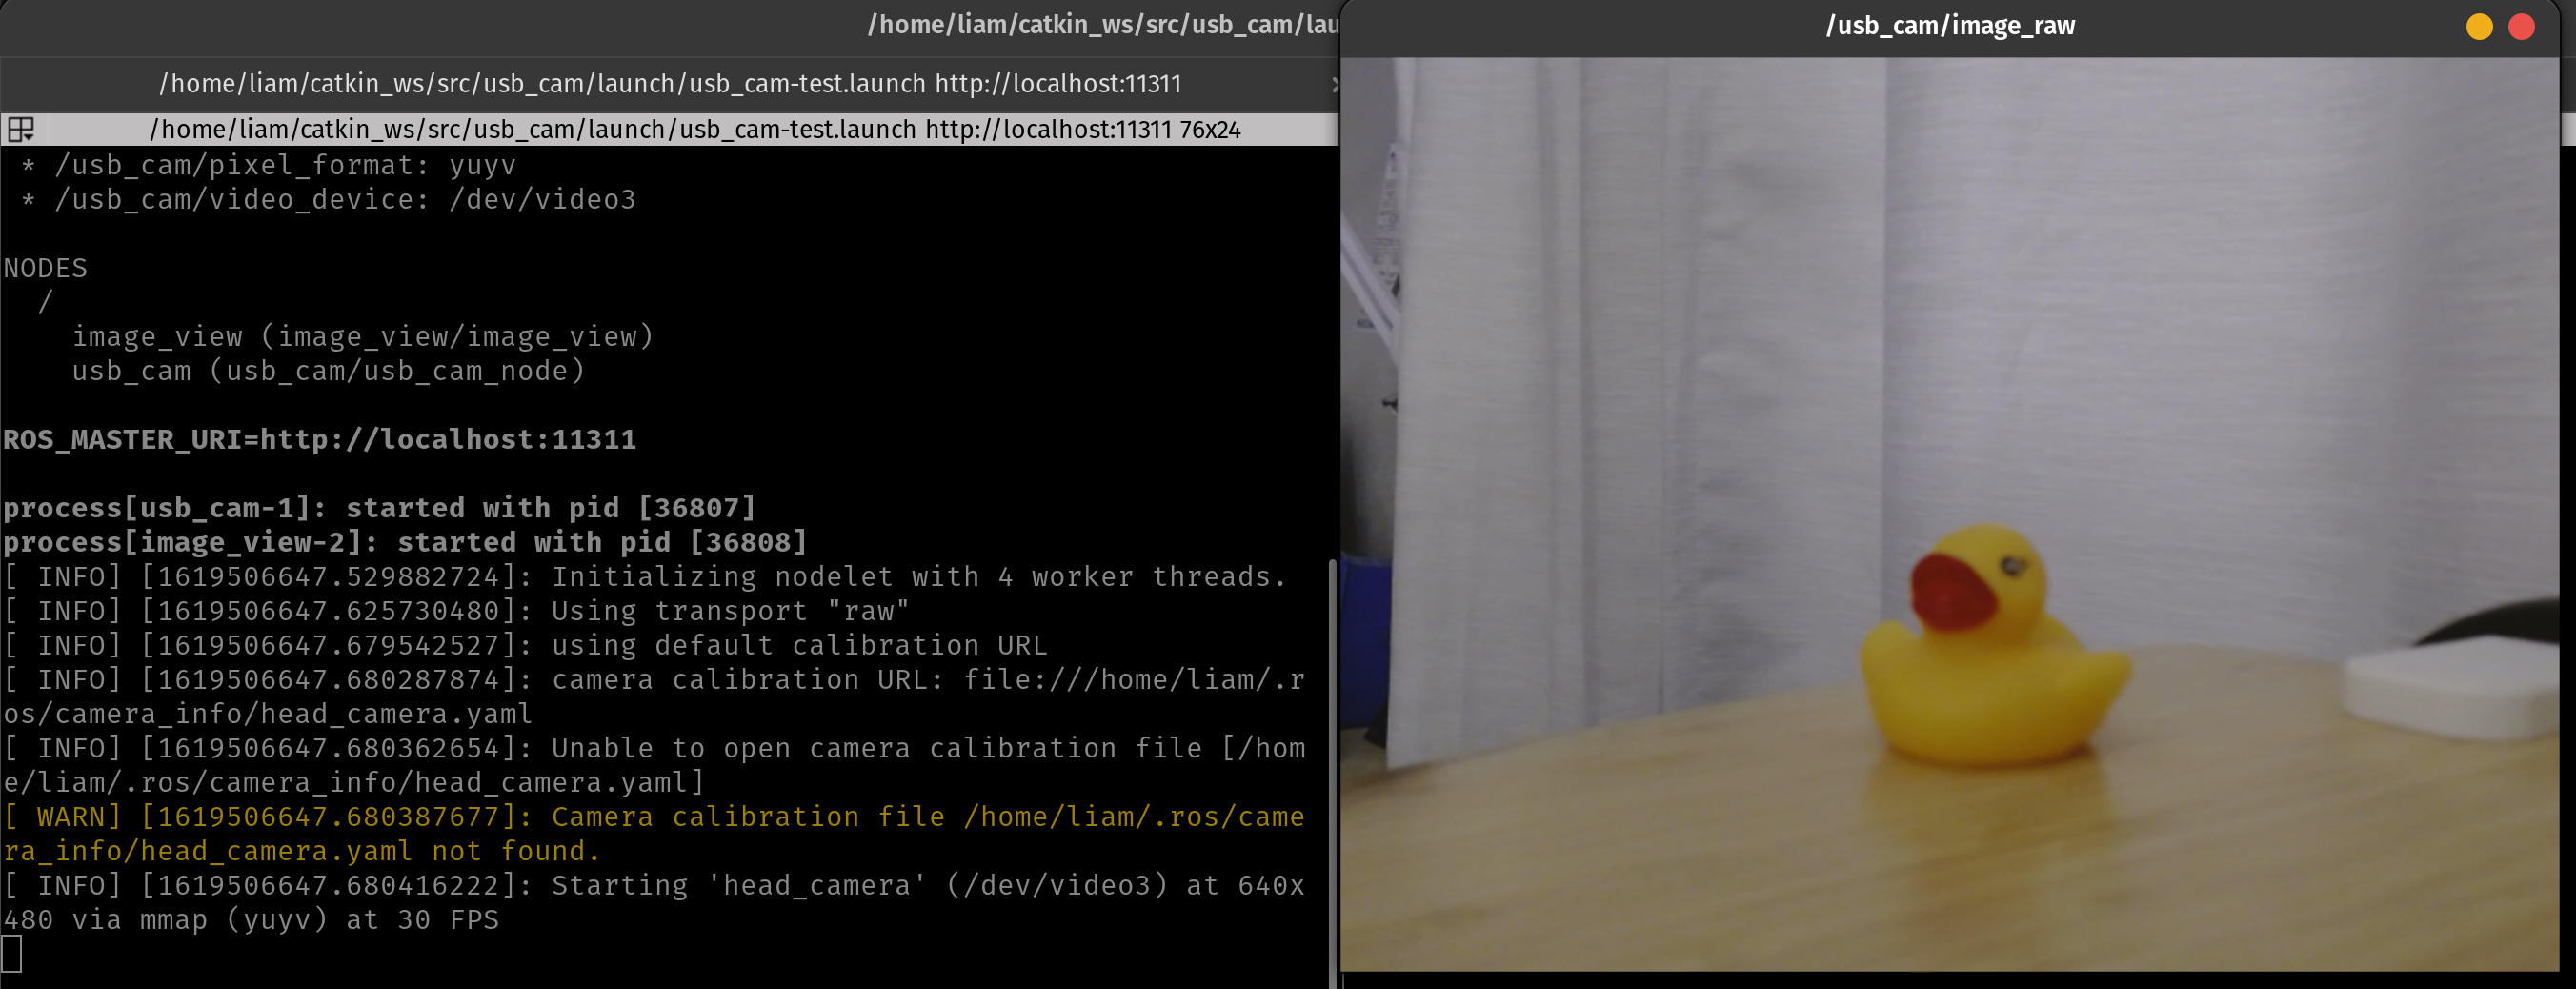 /home/liam/catkin_ws/src/usb_cam/lau
/home/liam/catkin_ws/src/usb_cam/launch/usb_cam-test.launch http://localhost:11311
/home/liam/catkin_ws/src/usb_cam/launch/usb_cam-test.launch http://localhost:11311 76x24
* /usb_cam/pixel_format: yuyv
* /usb_cam/video_device: /dev/video3
NODES
/
image_view (image_view/image_view)
usb_cam (usb_cam/usb_cam_node)
ROS_MASTER_URI=http://localhost:11311
process[usb_cam-1]: started with pid [36807]
process[image_view-2]: started with pid [36808]
[ INFO] [1619506647.529882724]: Initializing nodelet with 4 worker threads.
[ INFO] [1619506647.625730480]: Using transport "raw"
[ INFO] [1619506647.679542527]: using default calibration URL
[ INFO] [1619506647.680287874]: camera calibration URL: file:///home/liam/.r
os/camera_info/head_camera.yaml
[ INFO] [1619506647.680362654]: Unable to open camera calibration file [/hom
e/liam/.ros/camera_info/head_camera.yaml]
[ WARN] [1619506647.680387677]: Camera calibration file /home/liam/.ros/came
ra_info/head_camera.yaml not found.
[ INFO] [1619506647.680416222]: Starting 'head_camera' (/dev/video3) at 640x
480 via mmap (yuyv) at 30 FPS
/usb_cam/image_raw